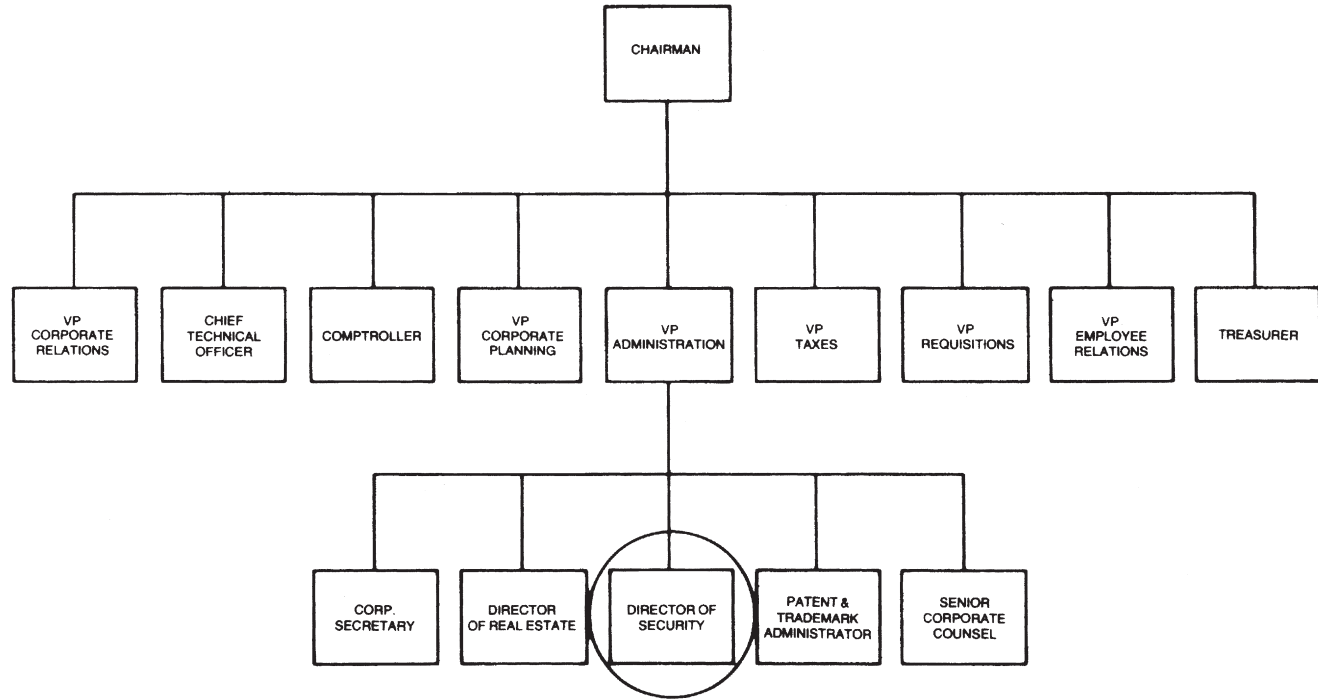 CHAIRMAN
VP
CORPORATE
RELATIONS
CHIEF
TECHNICAL
OFFICER
COMPTROLLER
VP
CORPORATE
PLANNING
VP
ADMINISTRATION
VP
TAXES
VP
REQUISITIONS
VP
EMPLOYEE
RELATIONS
TREASURER
CORP.
SECRETARY
DIRECTOR
OF REAL ESTATE
DIRECTOR OF
SECURITY
PATENT &
TRADEMARK
ADMINISTRATOR
SENIOR
CORPORATE
COUNSEL